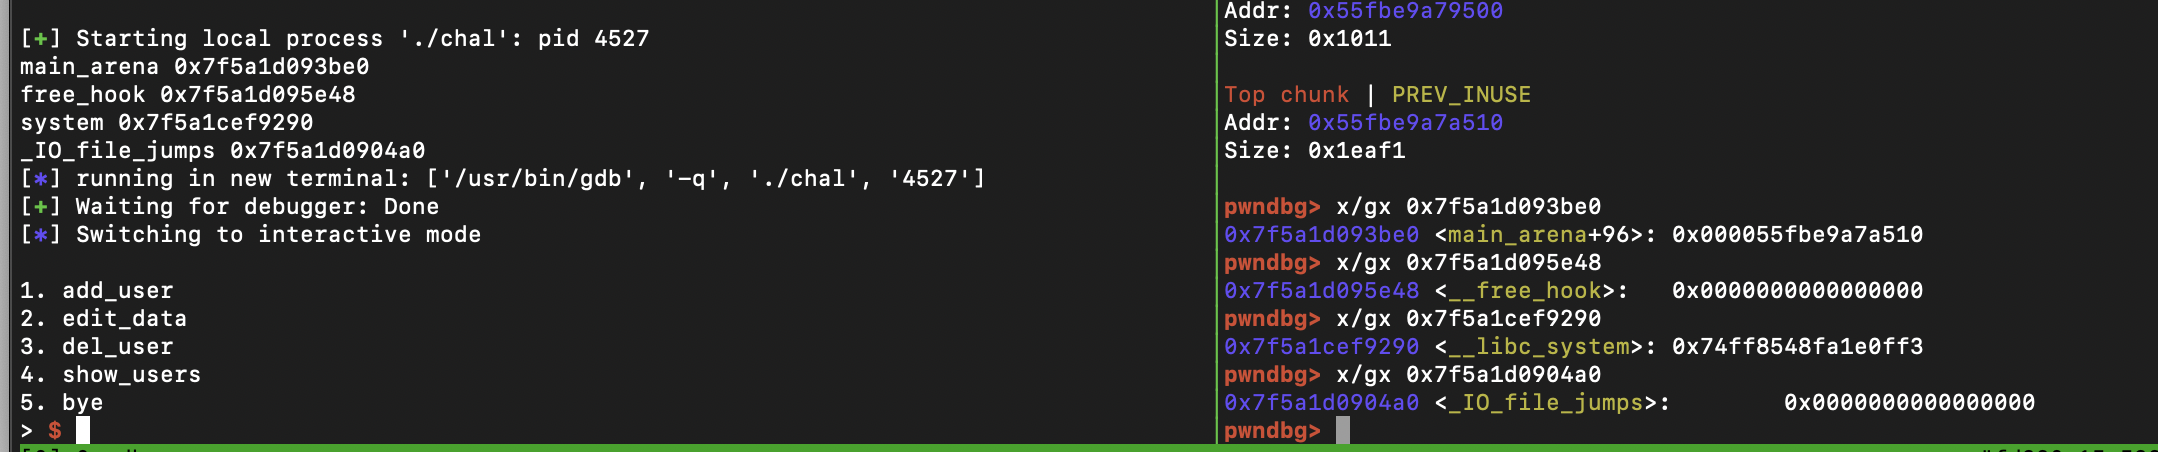 [+] Starting local process './chal': pid 4527
main_arena 0x7f5a1d093be0
free_hook 0x7f5a1d095e48
system 0x7f5a1cef9290
_IO_file_jumps 0x7f5a1d0904a0
[*] running in new terminal: ['/usr/bin/gdb', '-q', './chal', '4527']
[+] Waiting for debugger: Done
[*] Switching to interactive mode
1. add_user
2. edit_data
3. del_user
4. show_users
5. bye
> $
Addr: 0x55fbe9a79500
Size: 0x1011
Top chunk | PREV_INUSE
Addr: 0x55fbe9a7a510
Size: 0x1eaf1
pwndbg> x/gx 0x7f5a1d093be0
0x7f5a1d093be0 <main_arena+96>: 0x000055fbe9a7a510
pwndbg> x/gx 0x7f5a1d095e48
0x7f5a1d095e48 <__free_hook>: 0x0000000000000000
pwndbg> x/gx 0x7f5a1cef9290
0x7f5a1cef9290 <__libc_system>: 0x74ff8548fa1e0ff3
pwndbg> x/gx 0x7f5a1d0904a0
0x7f5a1d0904a0 <_IO_file_jumps>: 0x0000000000000000
pwndbg>